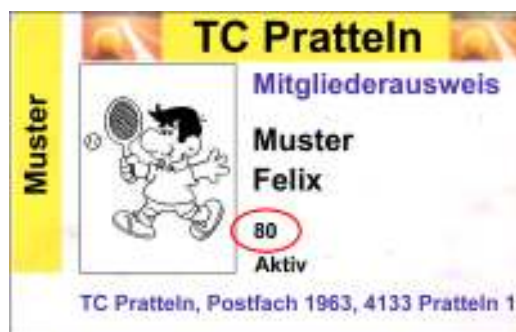 TC Pratteln
Muster
Mitgliederausweis
Muster
Felix
80
Aktiv
TC Pratteln, Postfach 1963, 4133 Pratteln 1